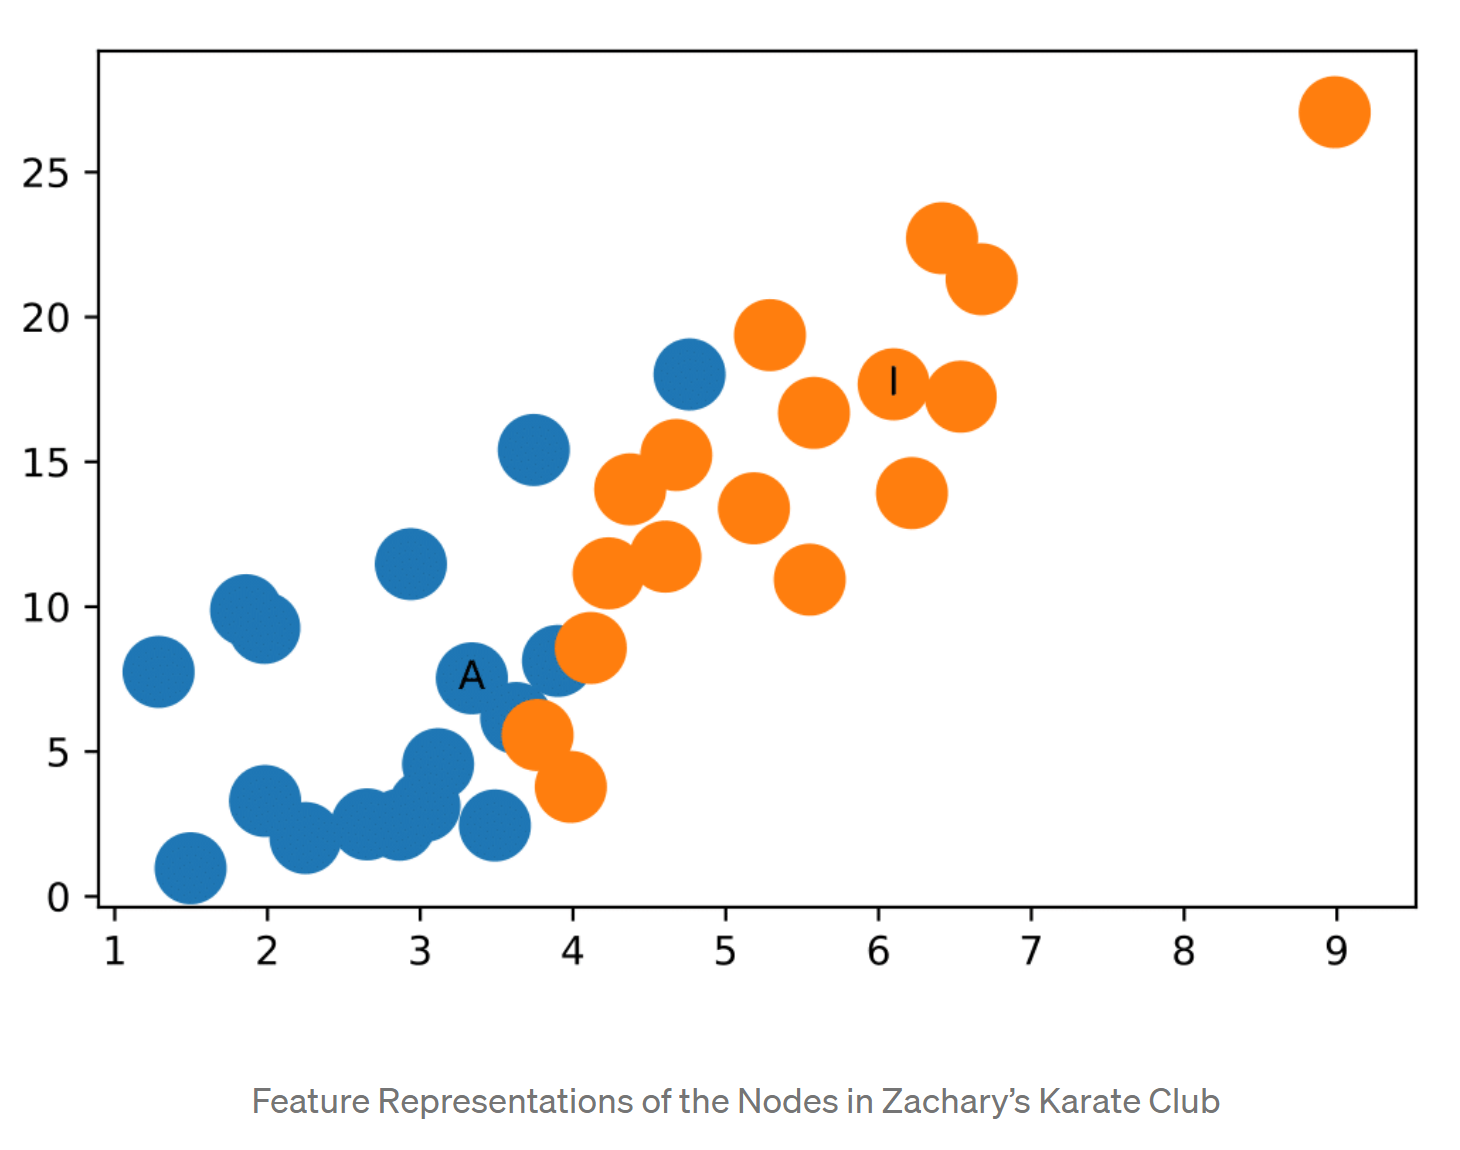 25
20
15
10
5
0
I
A
1 2 3 4 5 6 7 8 9
Feature Representations of the Nodes in Zachary’s Karate Club